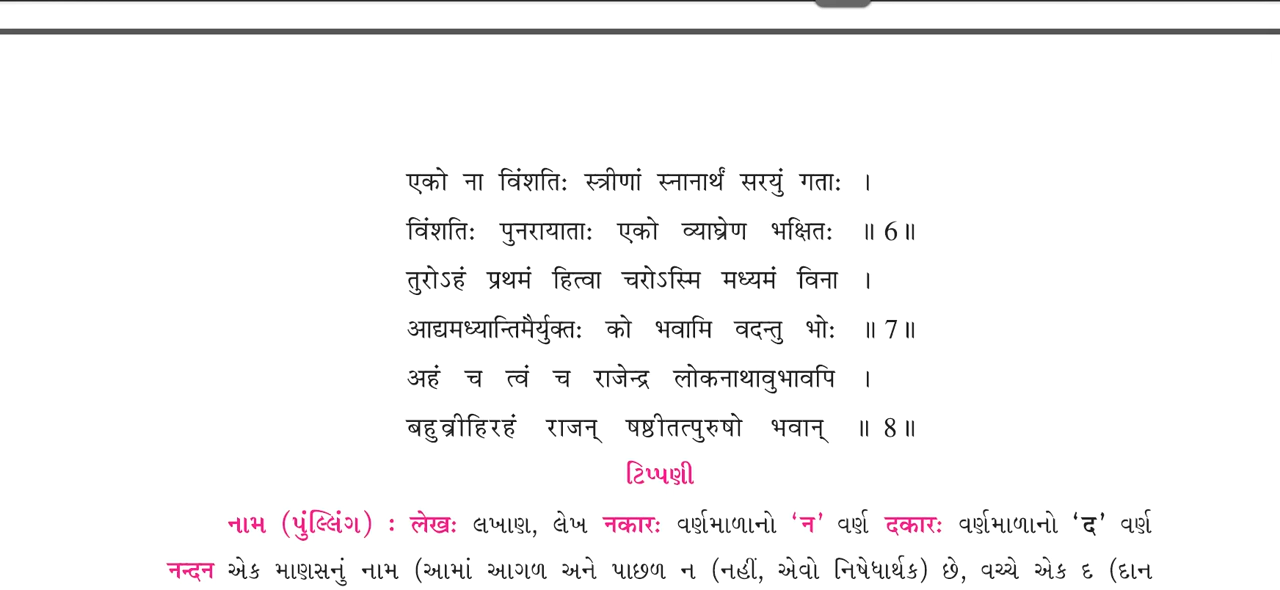 एको ना विंशतिः स्त्रीणां स्नानार्थं सरयुं गताः ।
विंशतिः पुनरायाताः एको व्याघ्रेण भक्षितः ॥ 6॥
तुरोऽहं प्रथमं हित्वा चरोऽस्मि मध्यमं विना ।
आद्यमध्यान्तिमैर्युक्तः को भवामि वदन्तु भोः ॥ 7॥
अहं च त्वं च राजेन्द्र लोकनाथावुभावपि ।
बहुव्रीहिरहं राजन् षष्ठीतत्पुरुषो भवान् ॥ 8॥
ટિપ્પણી
નામ (પુંલ્લિંગ) : लेखः લખાણ, લેખ नकारः વર્ણમાળાનો ‘न’ વર્ણ दकारः વર્ણમાળાનો ‘द’ વર્ણ
नन्दन એક માણસનું નામ (આમાં આગળ અને પાછળ ન (નહીં, એવો નિષેધાર્થક) છે, વચ્ચે એક દ (દાન